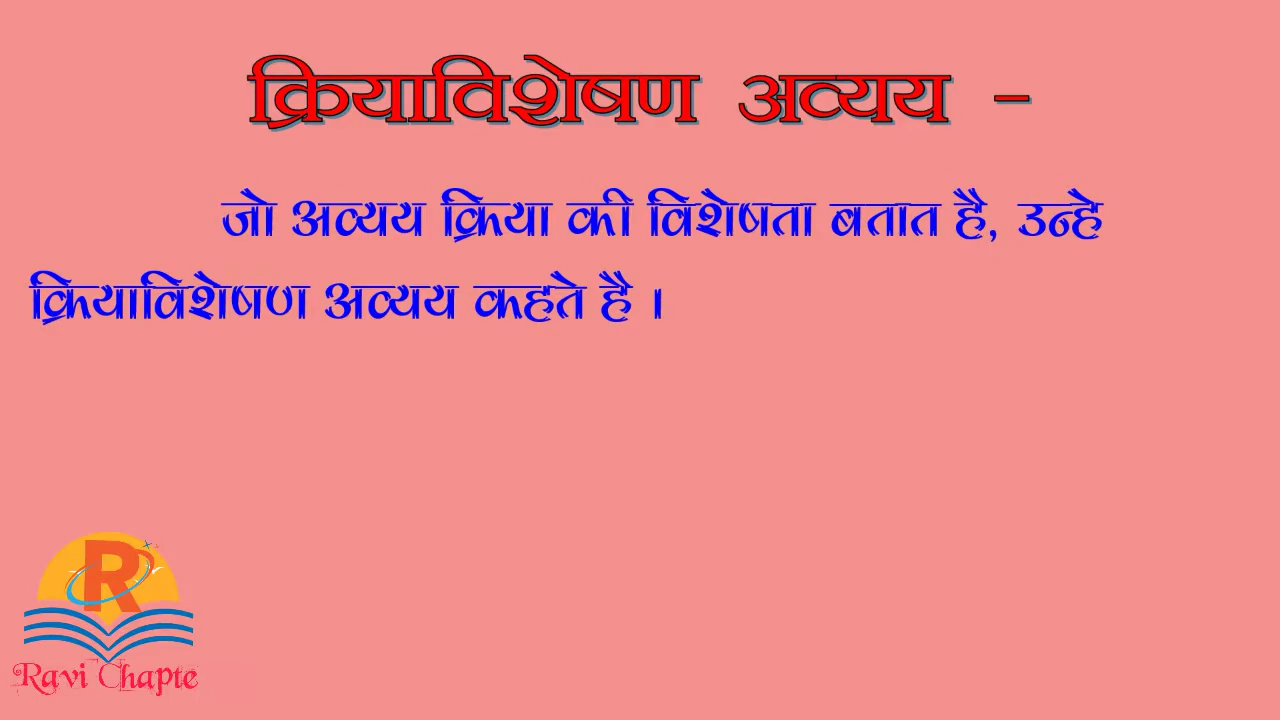 क्रियाविशेषण अव्यय -
जो अव्यय क्रिया की विशेषता बतात है, उन्हे
क्रियाविशेषण अव्यय कहते है ।
R
Ravi Chapte